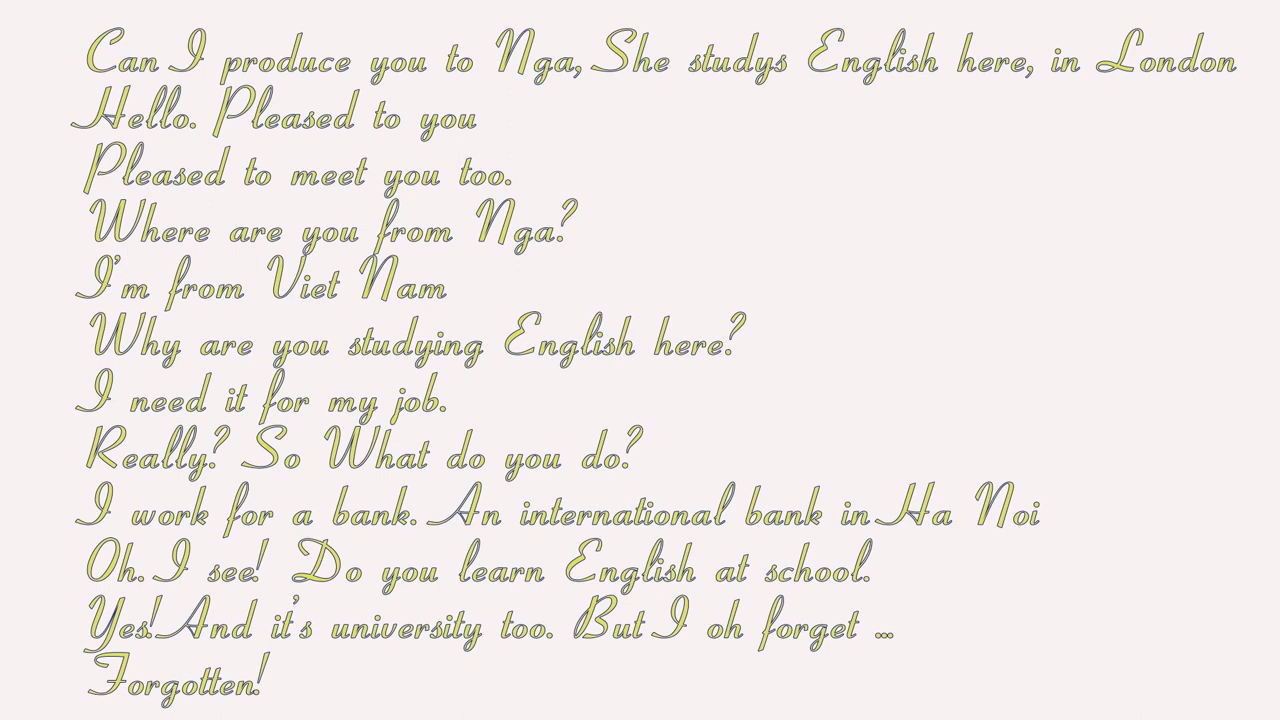 Can I produce you to Nga, She studys English here, in London
Hello. Pleased to you
Pleased to meet you too.
Where are you from Nga?
I'm from Viet Nam
Why are you studying English here?
I need it for my job.
Really? So What do you do?
I work for a bank. An international bank in Ha Noi
Oh. I see! Do you learn English at school.
Yes! And it's university too. But I oh forget ...
Forgotten!